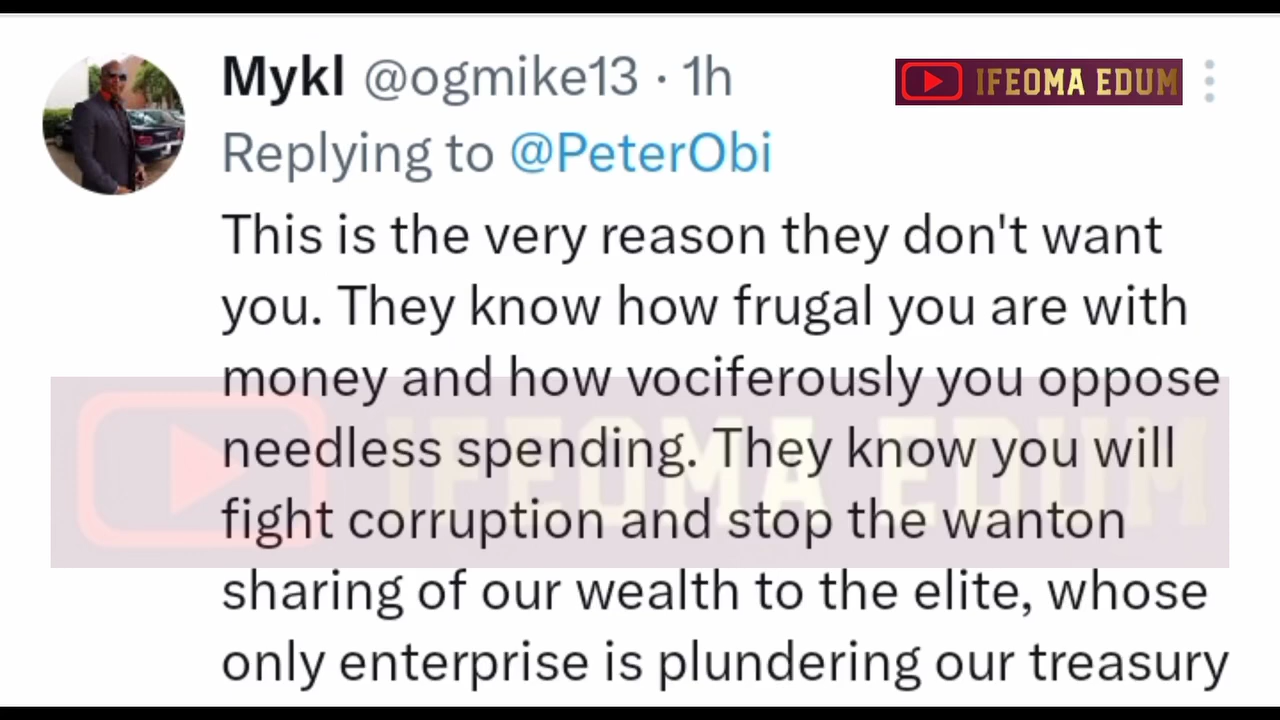 Mykl @ogmike13 · 1h
IFEOMA EDUM
Replying to @PeterObi
This is the very reason they don't want
you. They know how frugal you are with
money and how vociferously you oppose
needless spending. They know you will
fight corruption and stop the wanton
sharing of our wealth to the elite, whose
only enterprise is plundering our treasury
IFEOMA EDUM